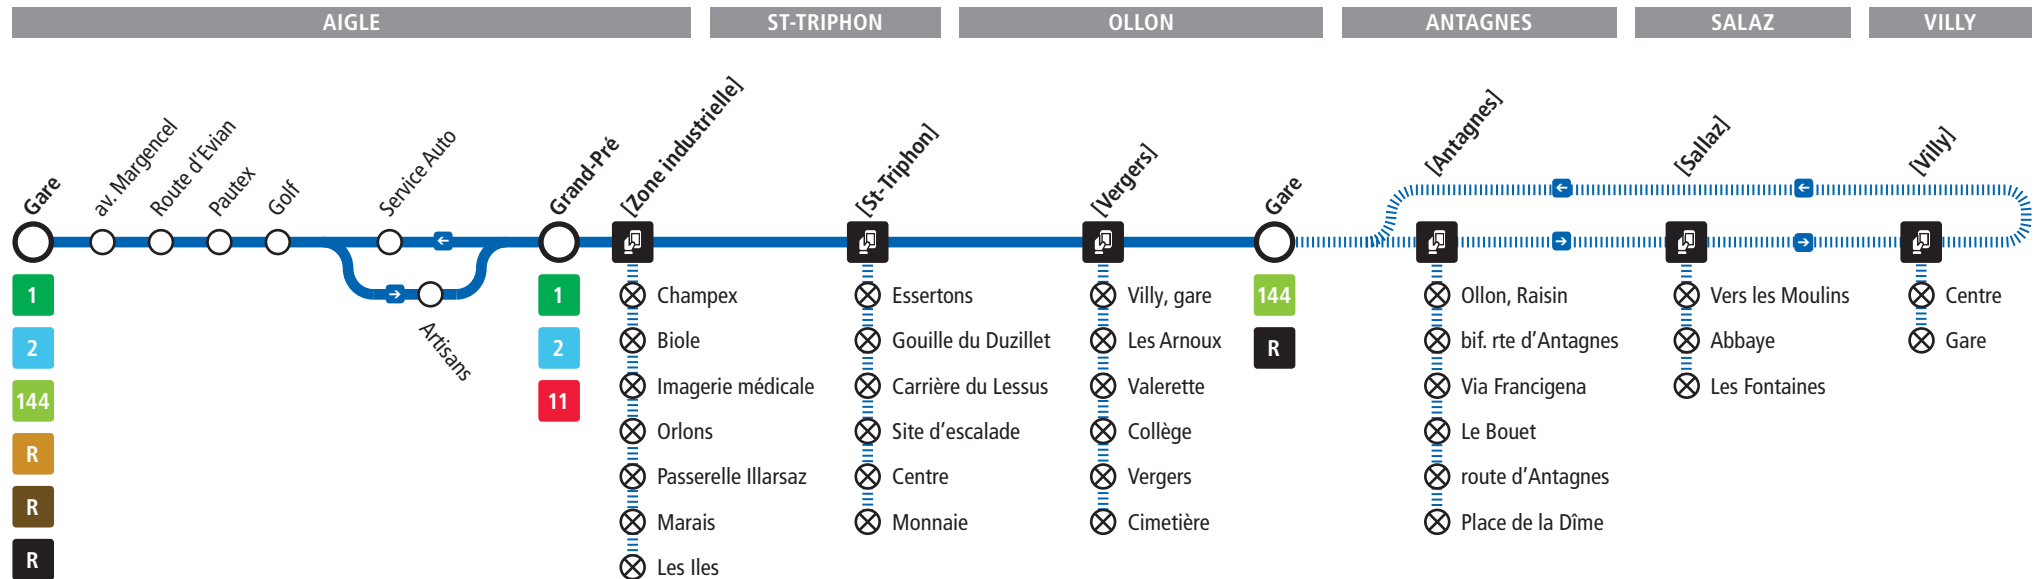 AIGLE
ST-TRIPHON
OLLON
ANTAGNES
SALAZ
VILLY
Gare
av. Margencel
Route d'Evian
Pautex
Golf
Service Auto
Artisans
Grand-Pré
[Zone industrielle]
[St-Triphon]
[Vergers]
Gare
[Antagnes]
[Sallaz]
[Villy]
1
2
144
R
R
R
1
2
11
Champex
Biole
Imagerie médicale
Orlons
Passerelle Illarsaz
Marais
Les Iles
Essertons
Gouille du Duzillet
Carrière du Lessus
Site d'escalade
Centre
Monnaie
Villy, gare
Les Arnoux
Valerette
Collège
Vergers
Cimetière
144
R
Ollon, Raisin
bif. rte d'Antagnes
Via Francigena
Le Bouet
route d'Antagnes
Place de la Dîme
Vers les Moulins
Abbaye
Les Fontaines
Centre
Gare